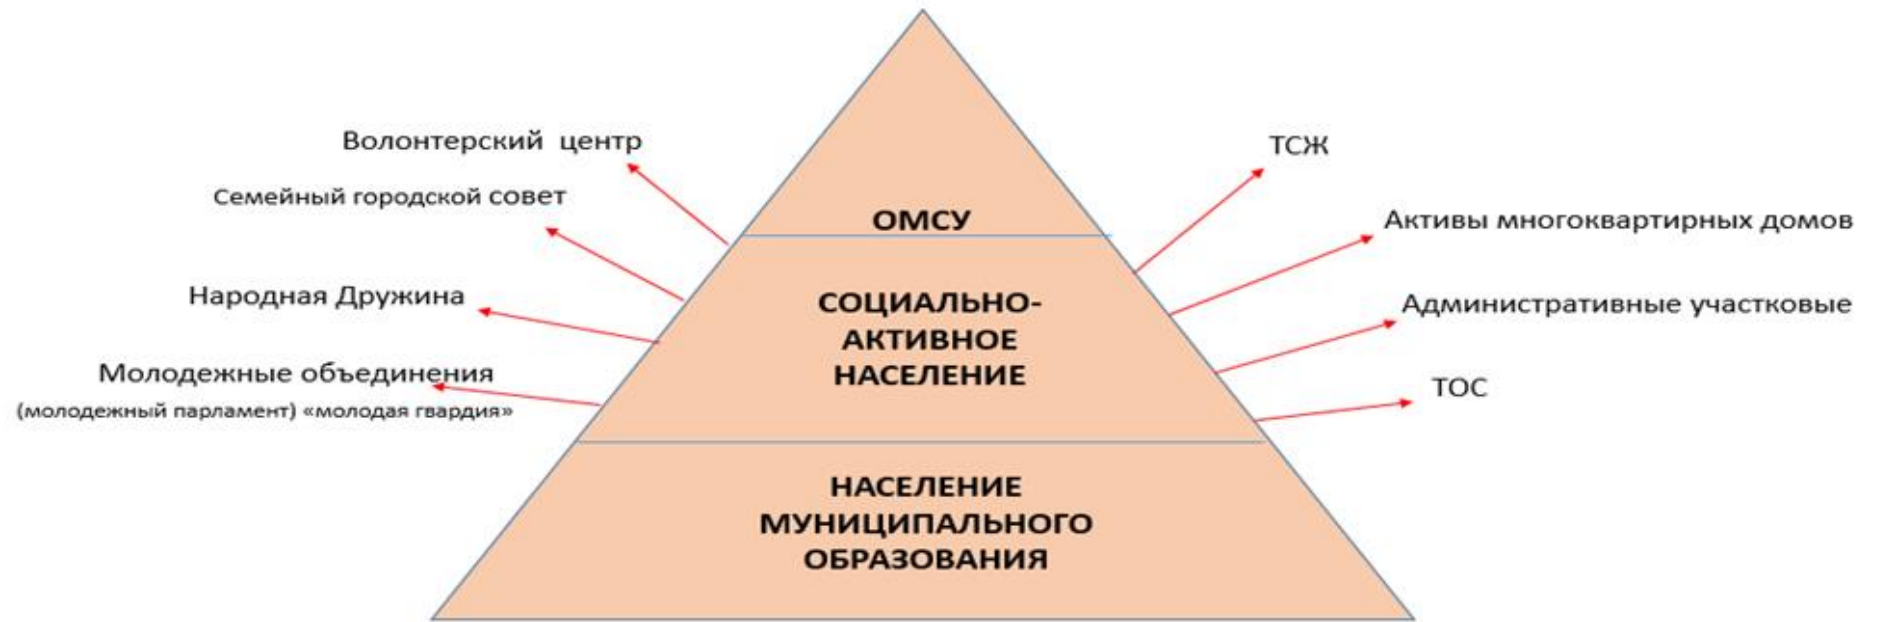 Волонтерский центр
Семейный городской совет
Народная Дружина
Молодежные объединения
(молодежный парламент) «молодая гвардия»
ОМСУ
СОЦИАЛЬНО-
АКТИВНОЕ
НАСЕЛЕНИЕ
НАСЕЛЕНИЕ
МУНИЦИПАЛЬНОГО
ОБРАЗОВАНИЯ
ТСЖ
Активы многоквартирных домов
Административные участковые
ТОС